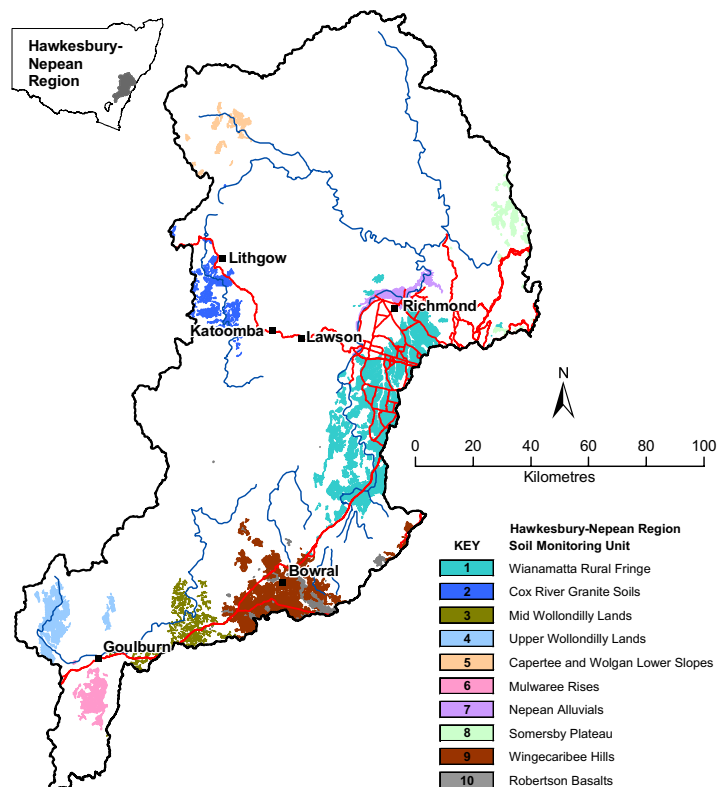 Hawkesbury-
Nepean
Region
Lithgow
Richmond
Katoomba
Lawson
N
0 20 40 60 80 100
Kilometres
Bowral
Goulburn
Hawkesbury-Nepean Region
KEY Soil Monitoring Unit
1 Wianamatta Rural Fringe
2 Cox River Granite Soils
3 Mid Wollondilly Lands
4 Upper Wollondilly Lands
5 Capertee and Wolgan Lower Slopes
6 Mulwaree Rises
7 Nepean Alluvials
8 Somersby Plateau
9 Wingecaribee Hills
10 Robertson Basalts